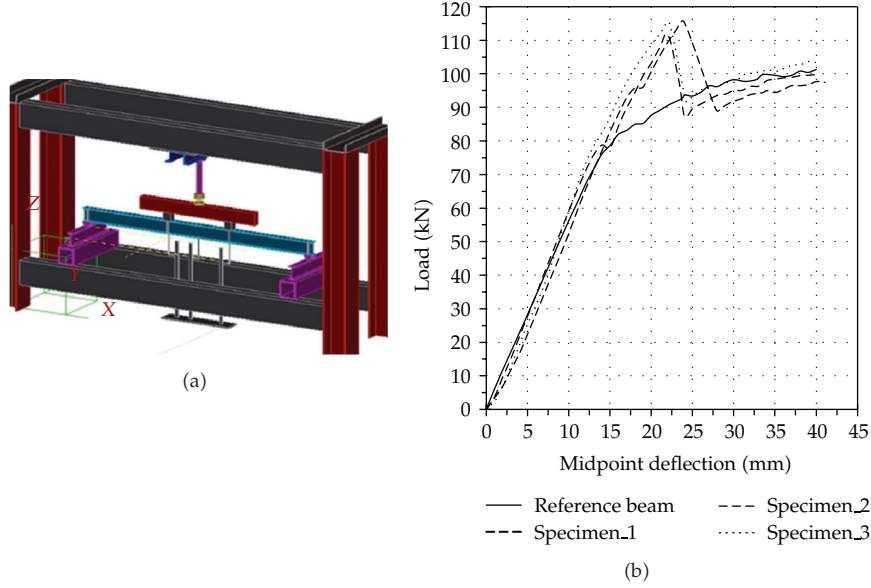 Z
Y
X
(a)
120
110
100
90
80
70
60
50
40
30
20
10
0
Load (kN)
0 5 10 15 20 25 30 35 40 45
Midpoint deflection (mm)
Reference beam
Specimen_1
Specimen_2
Specimen_3
(b)